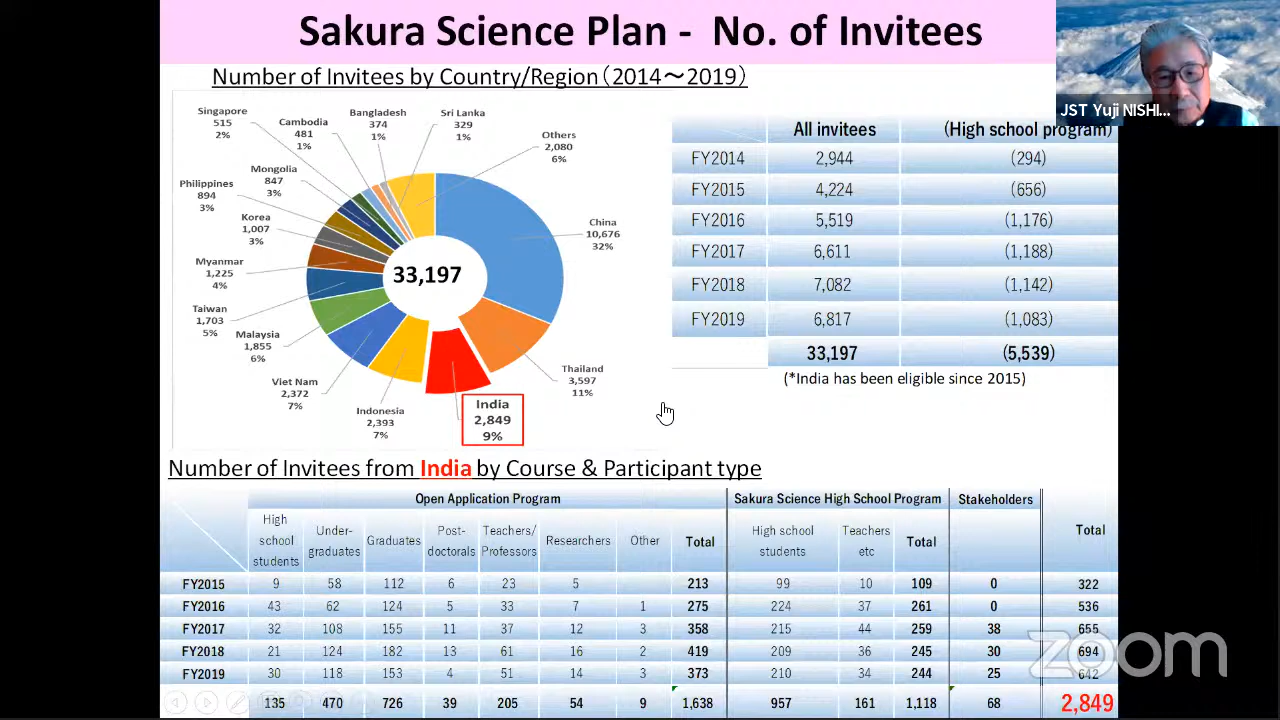 Sakura Science Plan - No. of Invitees
JST Yuji NISHI...
Number of Invitees by Country/Region（2014～2019）
Singapore
515
2%
Cambodia
481
1%
Bangladesh
374
1%
Sri Lanka
329
1%
Others
2,080
6%
Mongolia
847
3%
Philippines
894
3%
Korea
1,007
3%
Myanmar
1,225
4%
Taiwan
1,703
5%
Malaysia
1,855
6%
Viet Nam
2,372
7%
Indonesia
2,393
7%
India
2,849
9%
Thailand
3,597
11%
China
10,676
32%
33,197
All invitees (High school program)
FY2014 2,944 (294)
FY2015 4,224 (656)
FY2016 5,519 (1,176)
FY2017 6,611 (1,188)
FY2018 7,082 (1,142)
FY2019 6,817 (1,083)
33,197 (5,539)
(*India has been eligible since 2015)
Number of Invitees from India by Course & Participant type
Open Application Program Sakura Science High School Program Stakeholders Total
High school students Under-graduates Graduates Post-doctorals Teachers/Professors Researchers Other Total High school students Teachers etc Total
FY2015 9 58 112 6 23 5 213 99 10 109 0 322
FY2016 43 62 124 5 33 7 1 275 224 37 261 0 536
FY2017 32 108 155 11 37 12 3 358 215 44 259 38 655
FY2018 21 124 182 13 61 16 2 419 209 36 245 30 694
FY2019 30 118 153 4 51 14 3 373 210 34 244 25 642
135 470 726 39 205 54 9 1,638 957 161 1,118 68 2,849
zoom